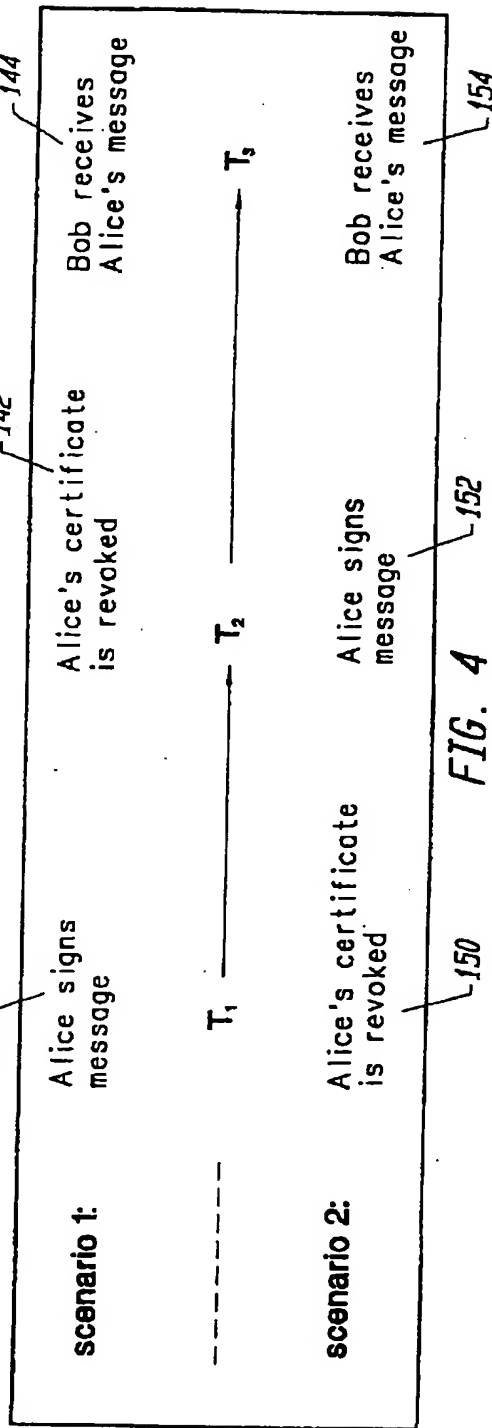 144
142
scenario 1:
Alice signs
message
Alice's certificate
is revoked
Bob receives
Alice's message
T₁
T₂
T₃
scenario 2:
Alice's certificate
is revoked
Alice signs
message
Bob receives
Alice's message
150
152
154
FIG. 4